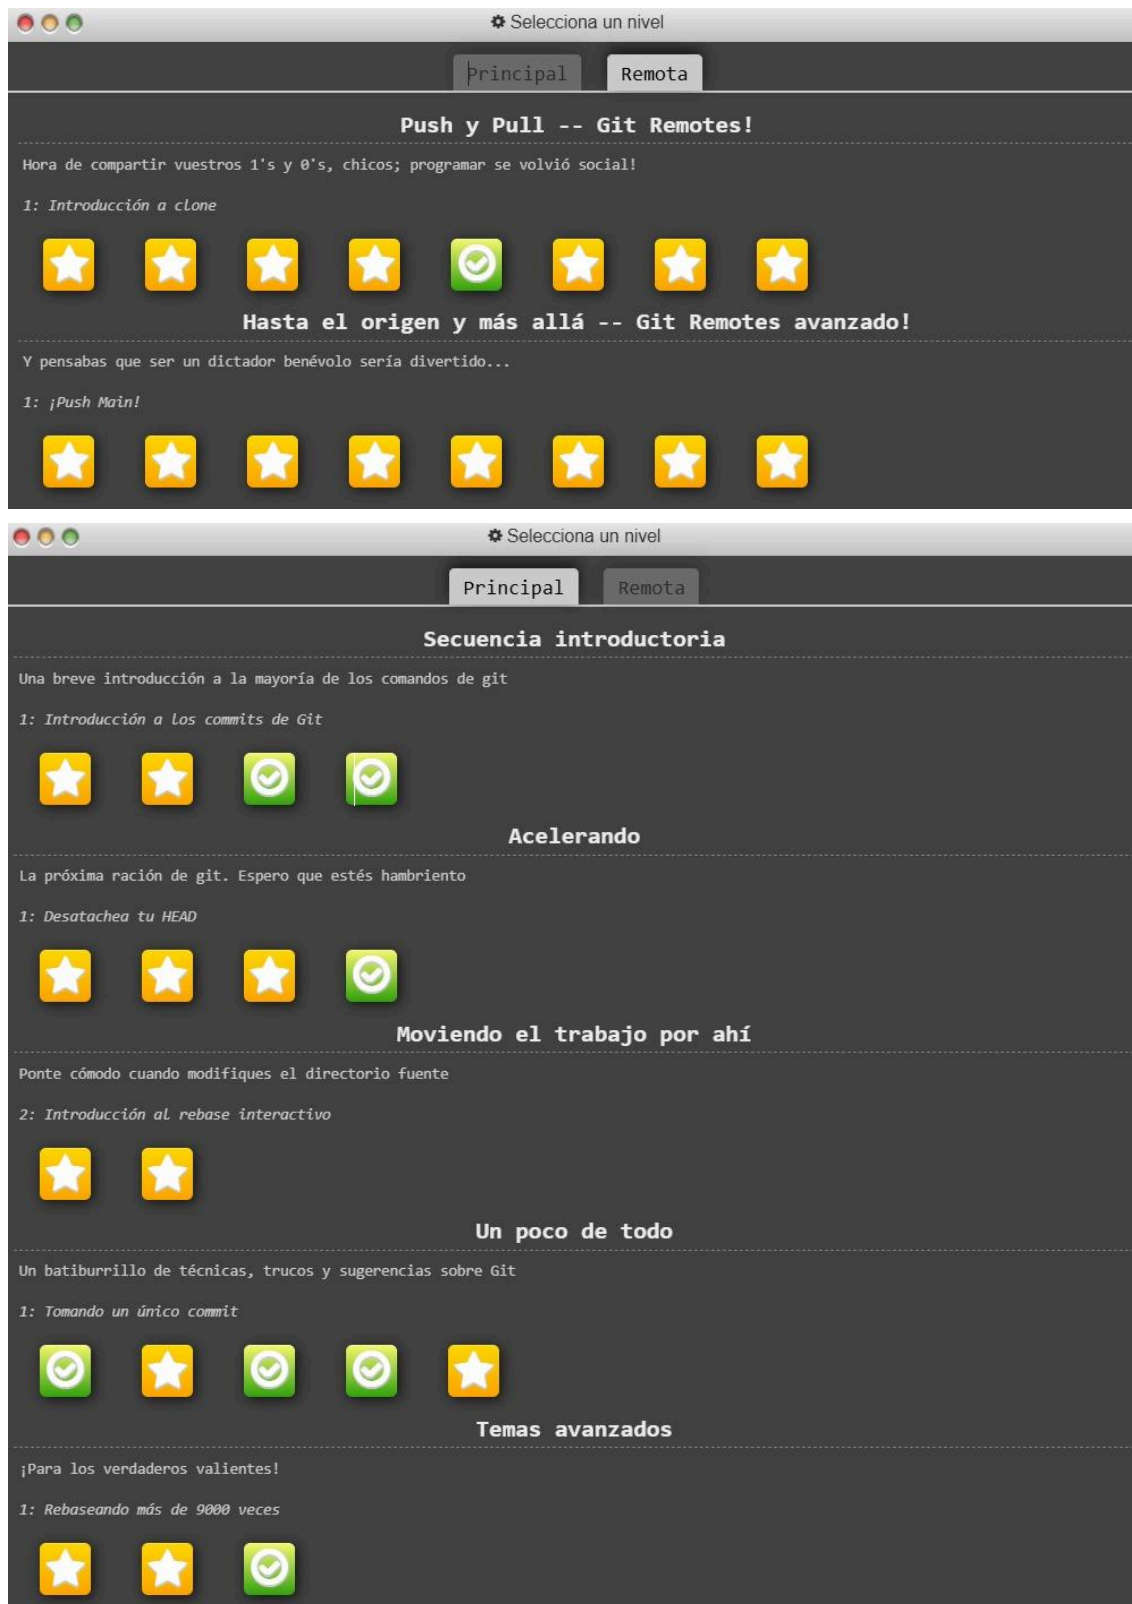 Selecciona un nivel
Principal Remota
Push y Pull -- Git Remotes!
Hora de compartir vuestros 1's y 0's, chicos; programar se volvió social!
1: Introducción a clone
Hasta el origen y más allá -- Git Remotes avanzado!
Y pensabas que ser un dictador benévolo sería divertido...
1: ¡Push Main!
Selecciona un nivel
Principal Remota
Secuencia introductoria
Una breve introducción a la mayoría de los comandos de git
1: Introducción a los commits de Git
Acelerando
La próxima ración de git. Espero que estés hambriento
1: Desatachea tu HEAD
Moviendo el trabajo por ahí
Ponte cómodo cuando modifiques el directorio fuente
2: Introducción al rebase interactivo
Un poco de todo
Un batiburrillo de técnicas, trucos y sugerencias sobre Git
1: Tomando un único commit
Temas avanzados
¡Para los verdaderos valientes!
1: Rebaseando más de 9000 veces